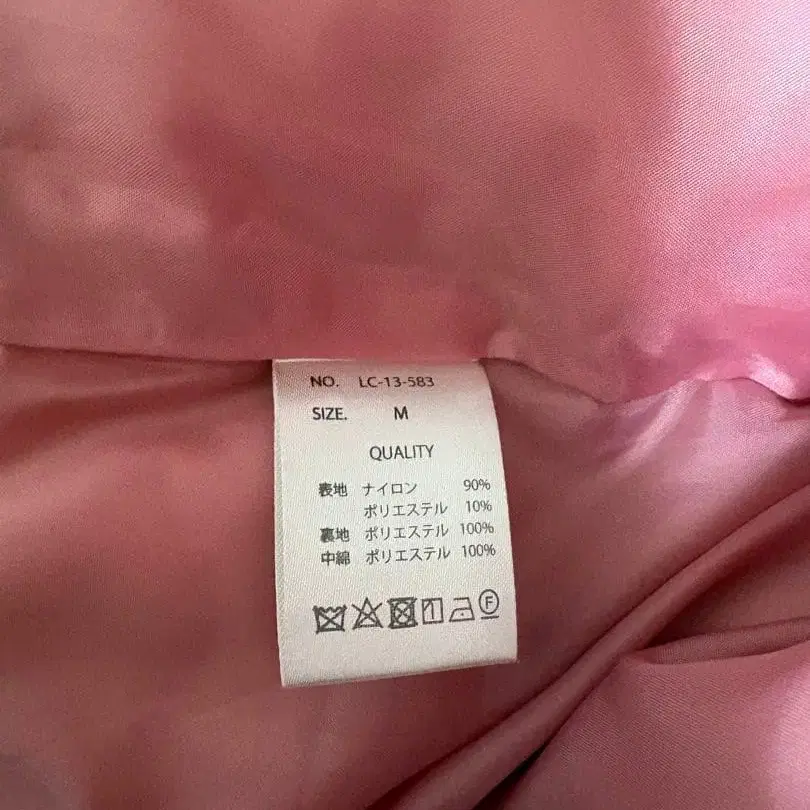 NO. LC-13-583
SIZE. M
QUALITY
表地 ナイロン 90%
ポリエステル 10%
裏地 ポリエステル 100%
中綿 ポリエステル 100%
F